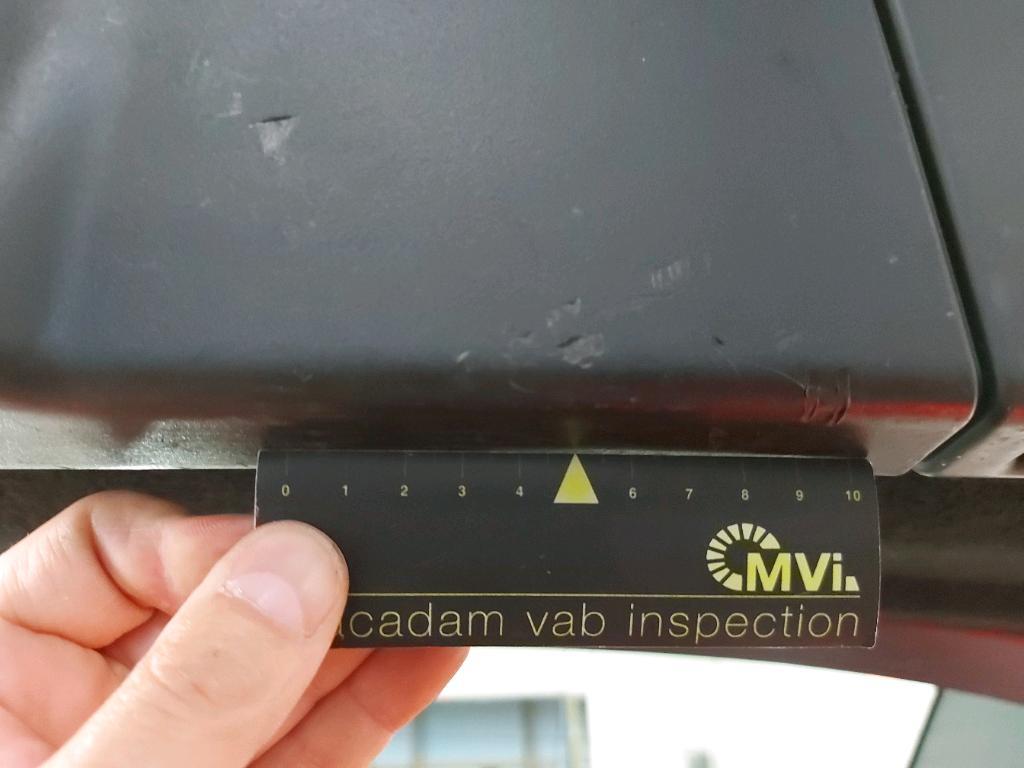 0 1 2 3 4 6 7 8 9 10
MVi.
acadam vab inspection